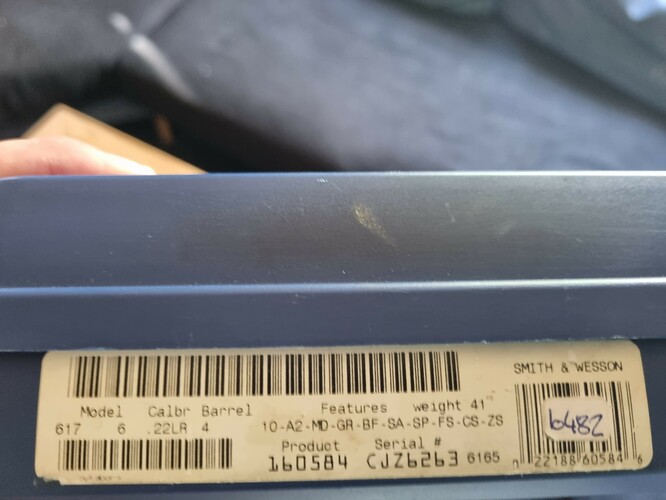 SMITH & WESSON
Model Calbr Barrel Features weight 41"
617 6 .22LR 4 10-A2-MD-GR-BF-SA-SP-FS-CS-ZS
Product Serial #
160584 CJZ6263 6165
6482
0 22188 60584 6